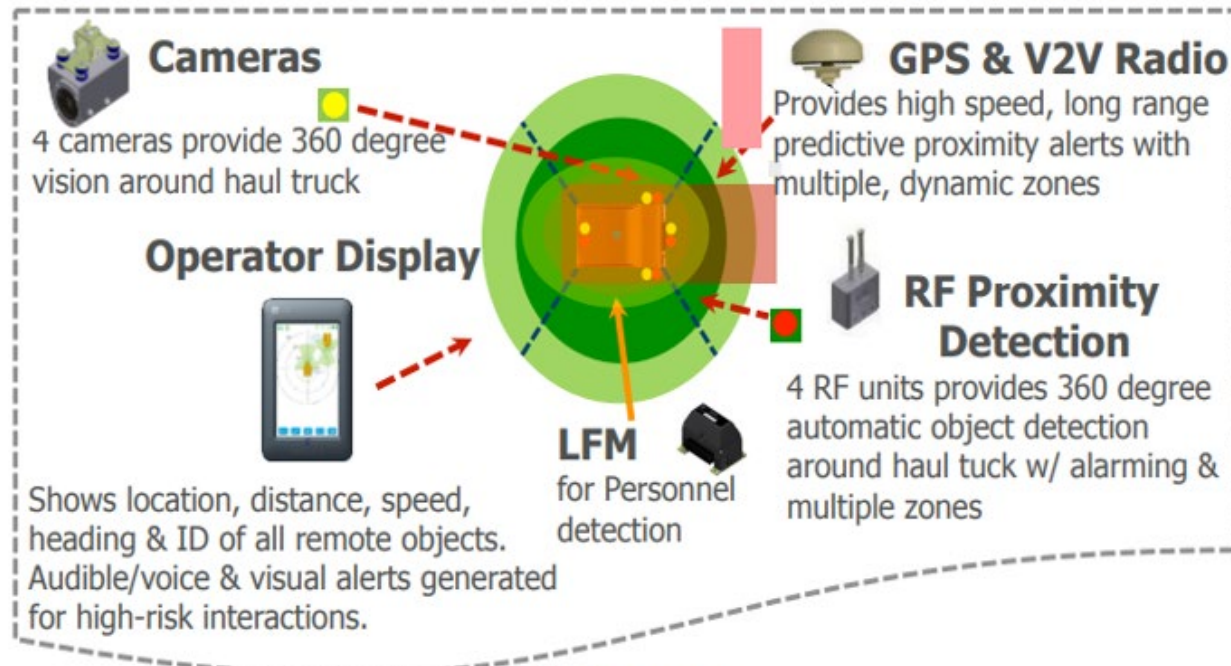 Cameras
4 cameras provide 360 degree
vision around haul truck
GPS & V2V Radio
Provides high speed, long range
predictive proximity alerts with
multiple, dynamic zones
Operator Display
Shows location, distance, speed,
heading & ID of all remote objects.
Audible/voice & visual alerts generated
for high-risk interactions.
LFM
for Personnel
detection
RF Proximity
Detection
4 RF units provides 360 degree
automatic object detection
around haul tuck w/ alarming &
multiple zones